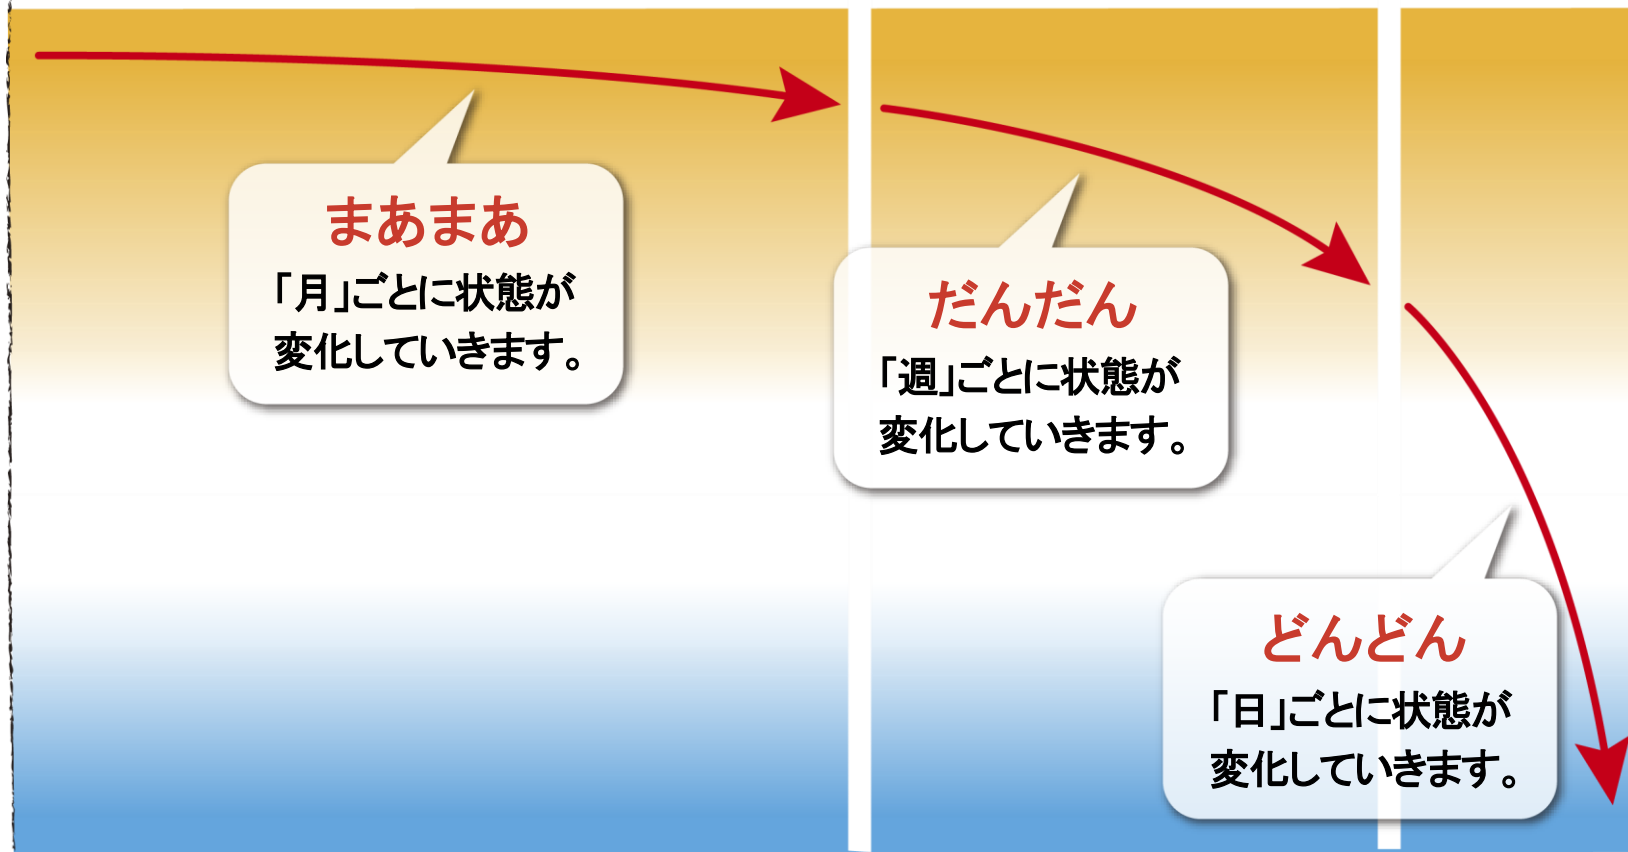 まあまあ
「月」ごとに状態が
変化していきます。
だんだん
「週」ごとに状態が
変化していきます。
どんどん
「日」ごとに状態が
変化していきます。